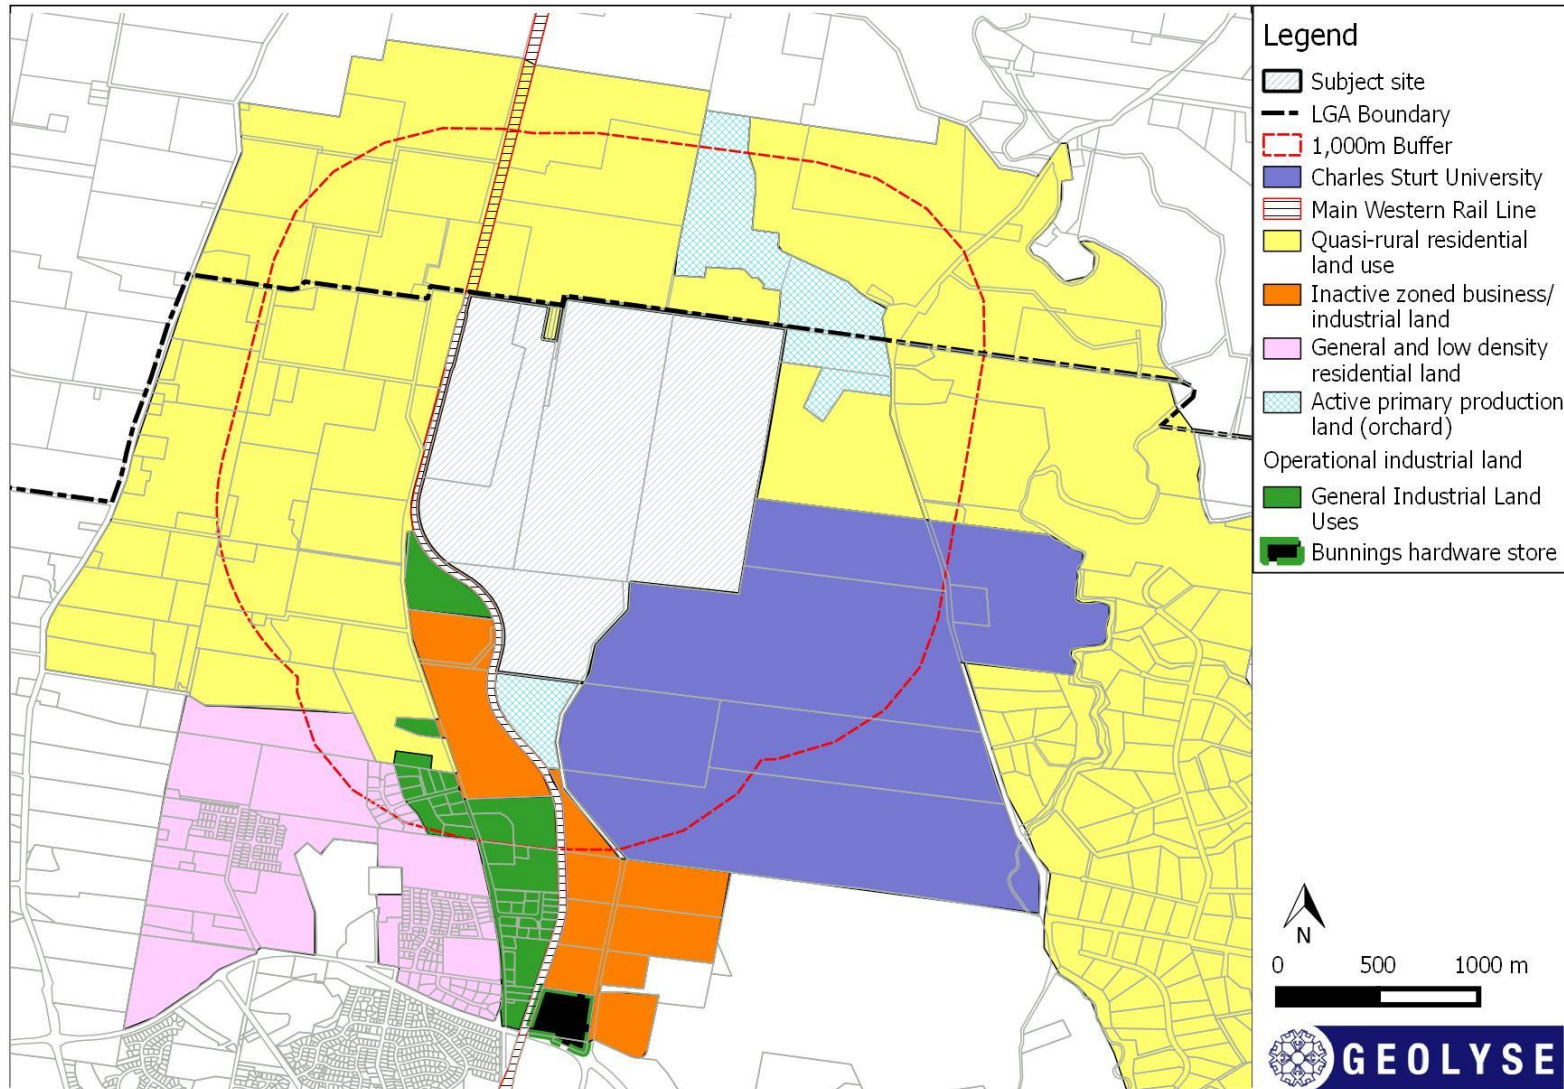 Legend
Subject site
LGA Boundary
1,000m Buffer
Charles Sturt University
Main Western Rail Line
Quasi-rural residential
land use
Inactive zoned business/
industrial land
General and low density
residential land
Active primary production
land (orchard)
Operational industrial land
General Industrial Land
Uses
Bunnings hardware store
N
0 500 1000 m
GEOLYSE